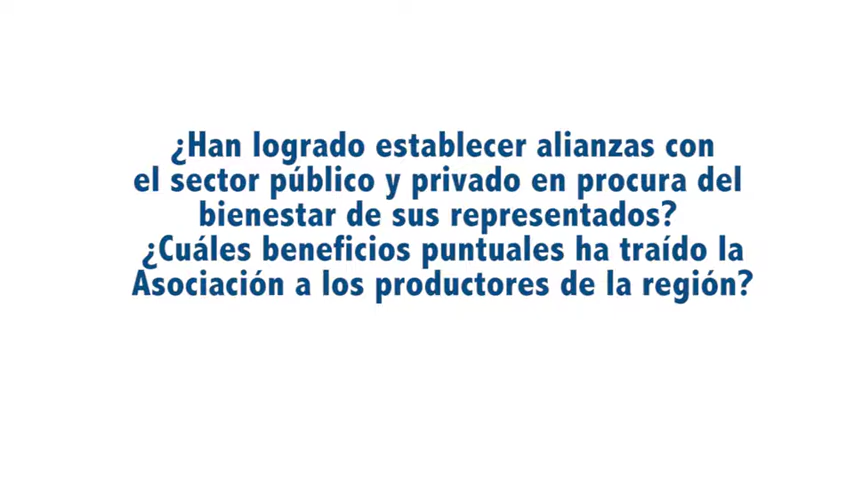 ¿Han logrado establecer alianzas con
el sector público y privado en procura del
bienestar de sus representados?
¿Cuáles beneficios puntuales ha traído la
Asociación a los productores de la región?